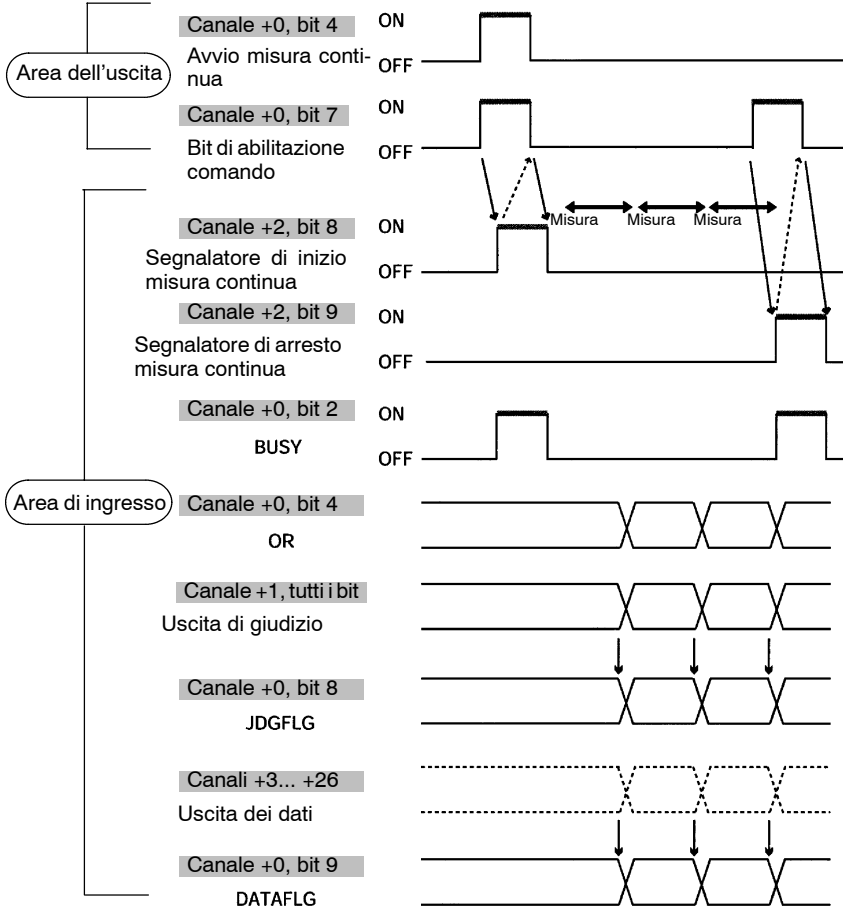 Canale +0, bit 4
ON
Avvio misura conti-
nua
OFF
Area dell'uscita
Canale +0, bit 7
ON
Bit di abilitazione
comando
OFF
Misura
Misura
Misura
Canale +2, bit 8
ON
Segnalatore di inizio
misura continua
OFF
Canale +2, bit 9
ON
Segnalatore di arresto
misura continua
OFF
Canale +0, bit 2
ON
BUSY
OFF
Area di ingresso
Canale +0, bit 4
OR
Canale +1, tutti i bit
Uscita di giudizio
Canale +0, bit 8
JDGFLG
Canali +3... +26
Uscita dei dati
Canale +0, bit 9
DATAFLG